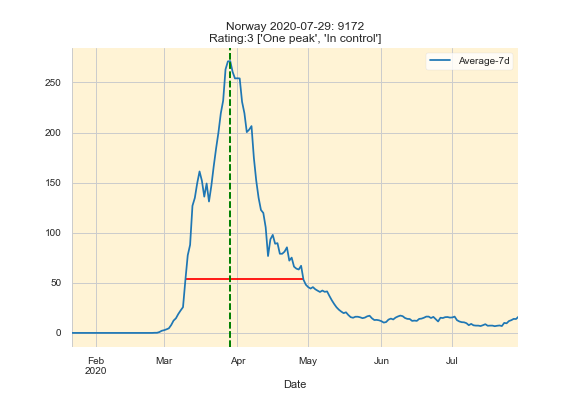 Norway 2020-07-29: 9172
Rating:3 ['One peak', 'In control']
Average-7d
250
200
150
100
50
0
Feb Mar Apr May Jun Jul
2020
Date